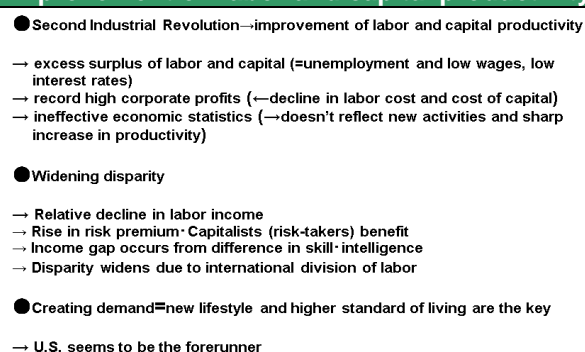 ●Second Industrial Revolution→improvement of labor and capital productivity
→ excess surplus of labor and capital (=unemployment and low wages, low
interest rates)
→ record high corporate profits (←decline in labor cost and cost of capital)
→ ineffective economic statistics (→doesn't reflect new activities and sharp
increase in productivity)
●Widening disparity
→ Relative decline in labor income
→ Rise in risk premium・Capitalists (risk-takers) benefit
→ Income gap occurs from difference in skill・intelligence
→ Disparity widens due to international division of labor
●Creating demand=new lifestyle and higher standard of living are the key
→ U.S. seems to be the forerunner